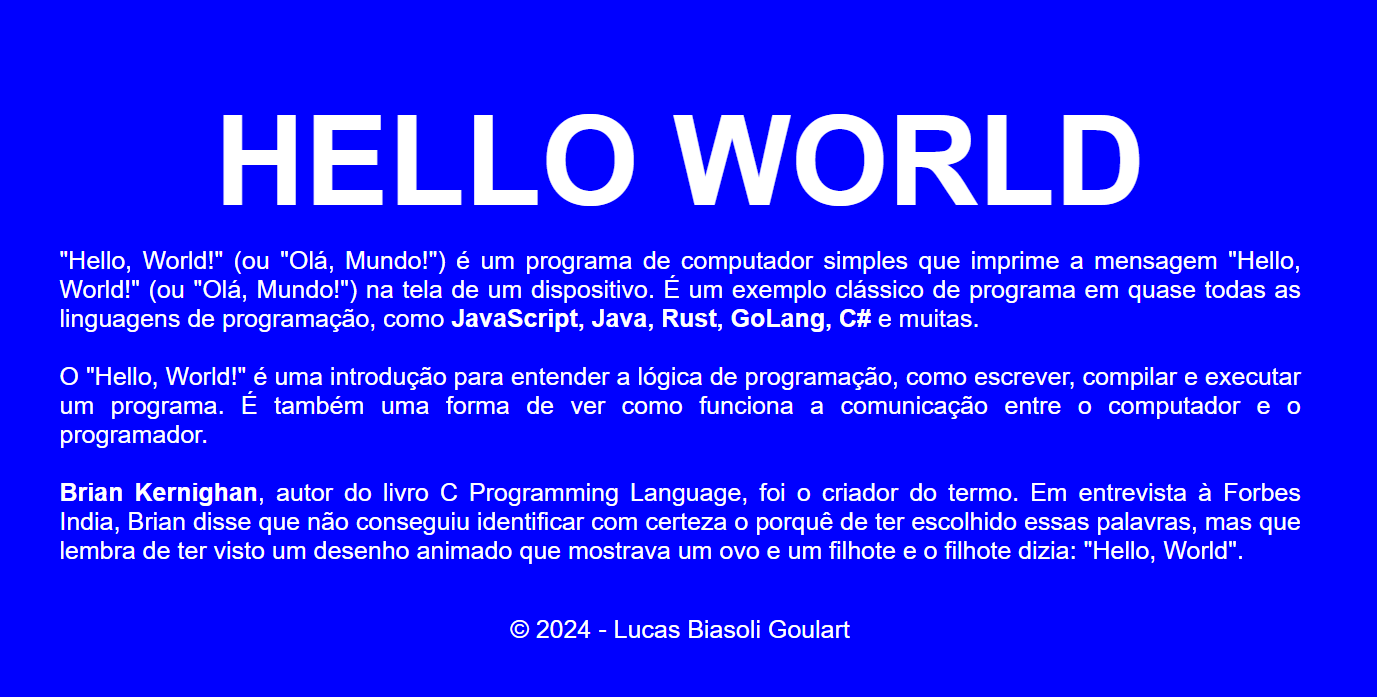 HELLO WORLD
"Hello, World!" (ou "Olá, Mundo!") é um programa de computador simples que imprime a mensagem "Hello,
World!" (ou "Olá, Mundo!") na tela de um dispositivo. É um exemplo clássico de programa em quase todas as
linguagens de programação, como JavaScript, Java, Rust, GoLang, C# e muitas.
O "Hello, World!" é uma introdução para entender a lógica de programação, como escrever, compilar e executar
um programa. É também uma forma de ver como funciona a comunicação entre o computador e o
programador.
Brian Kernighan, autor do livro C Programming Language, foi o criador do termo. Em entrevista à Forbes
India, Brian disse que não conseguiu identificar com certeza o porquê de ter escolhido essas palavras, mas que
lembra de ter visto um desenho animado que mostrava um ovo e um filhote e o filhote dizia: "Hello, World".
© 2024 - Lucas Biasoli Goulart